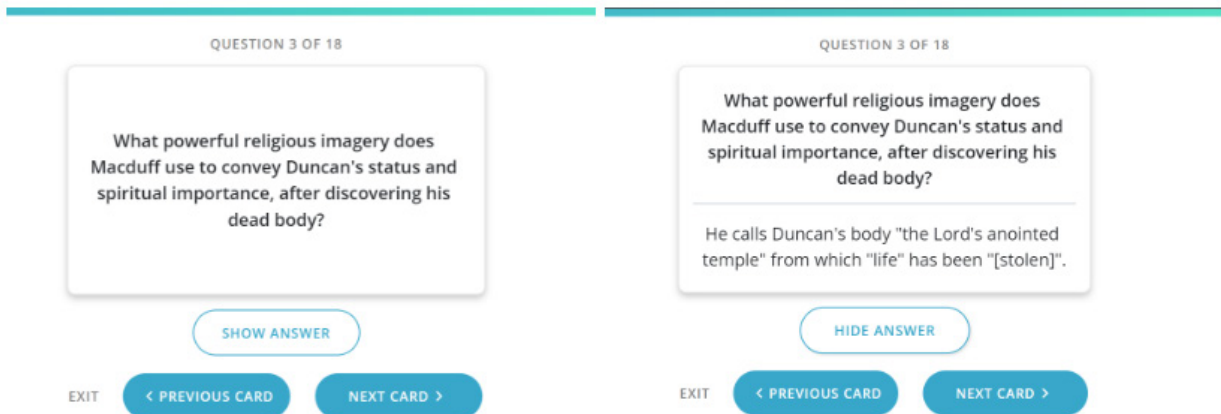 QUESTION 3 OF 18
What powerful religious imagery does
Macduff use to convey Duncan's status and
spiritual importance, after discovering his
dead body?
SHOW ANSWER
EXIT
< PREVIOUS CARD
NEXT CARD >
QUESTION 3 OF 18
What powerful religious imagery does
Macduff use to convey Duncan's status and
spiritual importance, after discovering his
dead body?
He calls Duncan's body "the Lord's anointed
temple" from which "life" has been "[stolen]".
HIDE ANSWER
EXIT
< PREVIOUS CARD
NEXT CARD >